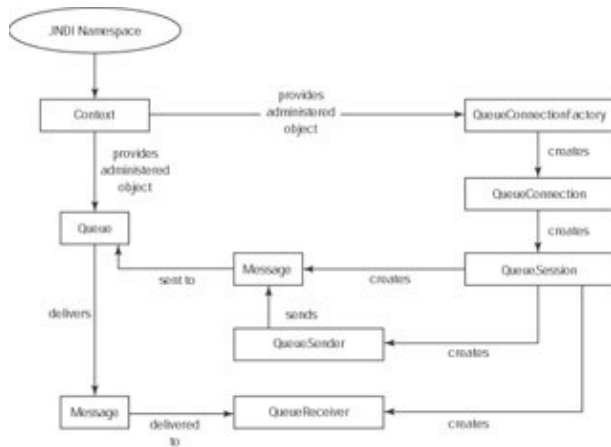 JNDI Namespace
provides
administered
object
Context
QueueConnectionFactory
provides
administered
object
creates
QueueConnection
creates
Queue
Message
QueueSession
sent to
creates
delivers
sends
QueueSender
creates
Message
QueueReceiver
delivered
to
creates